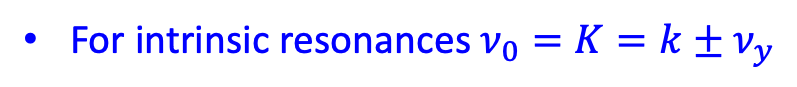 • For intrinsic resonances ν₀ = K = k ± ν_y